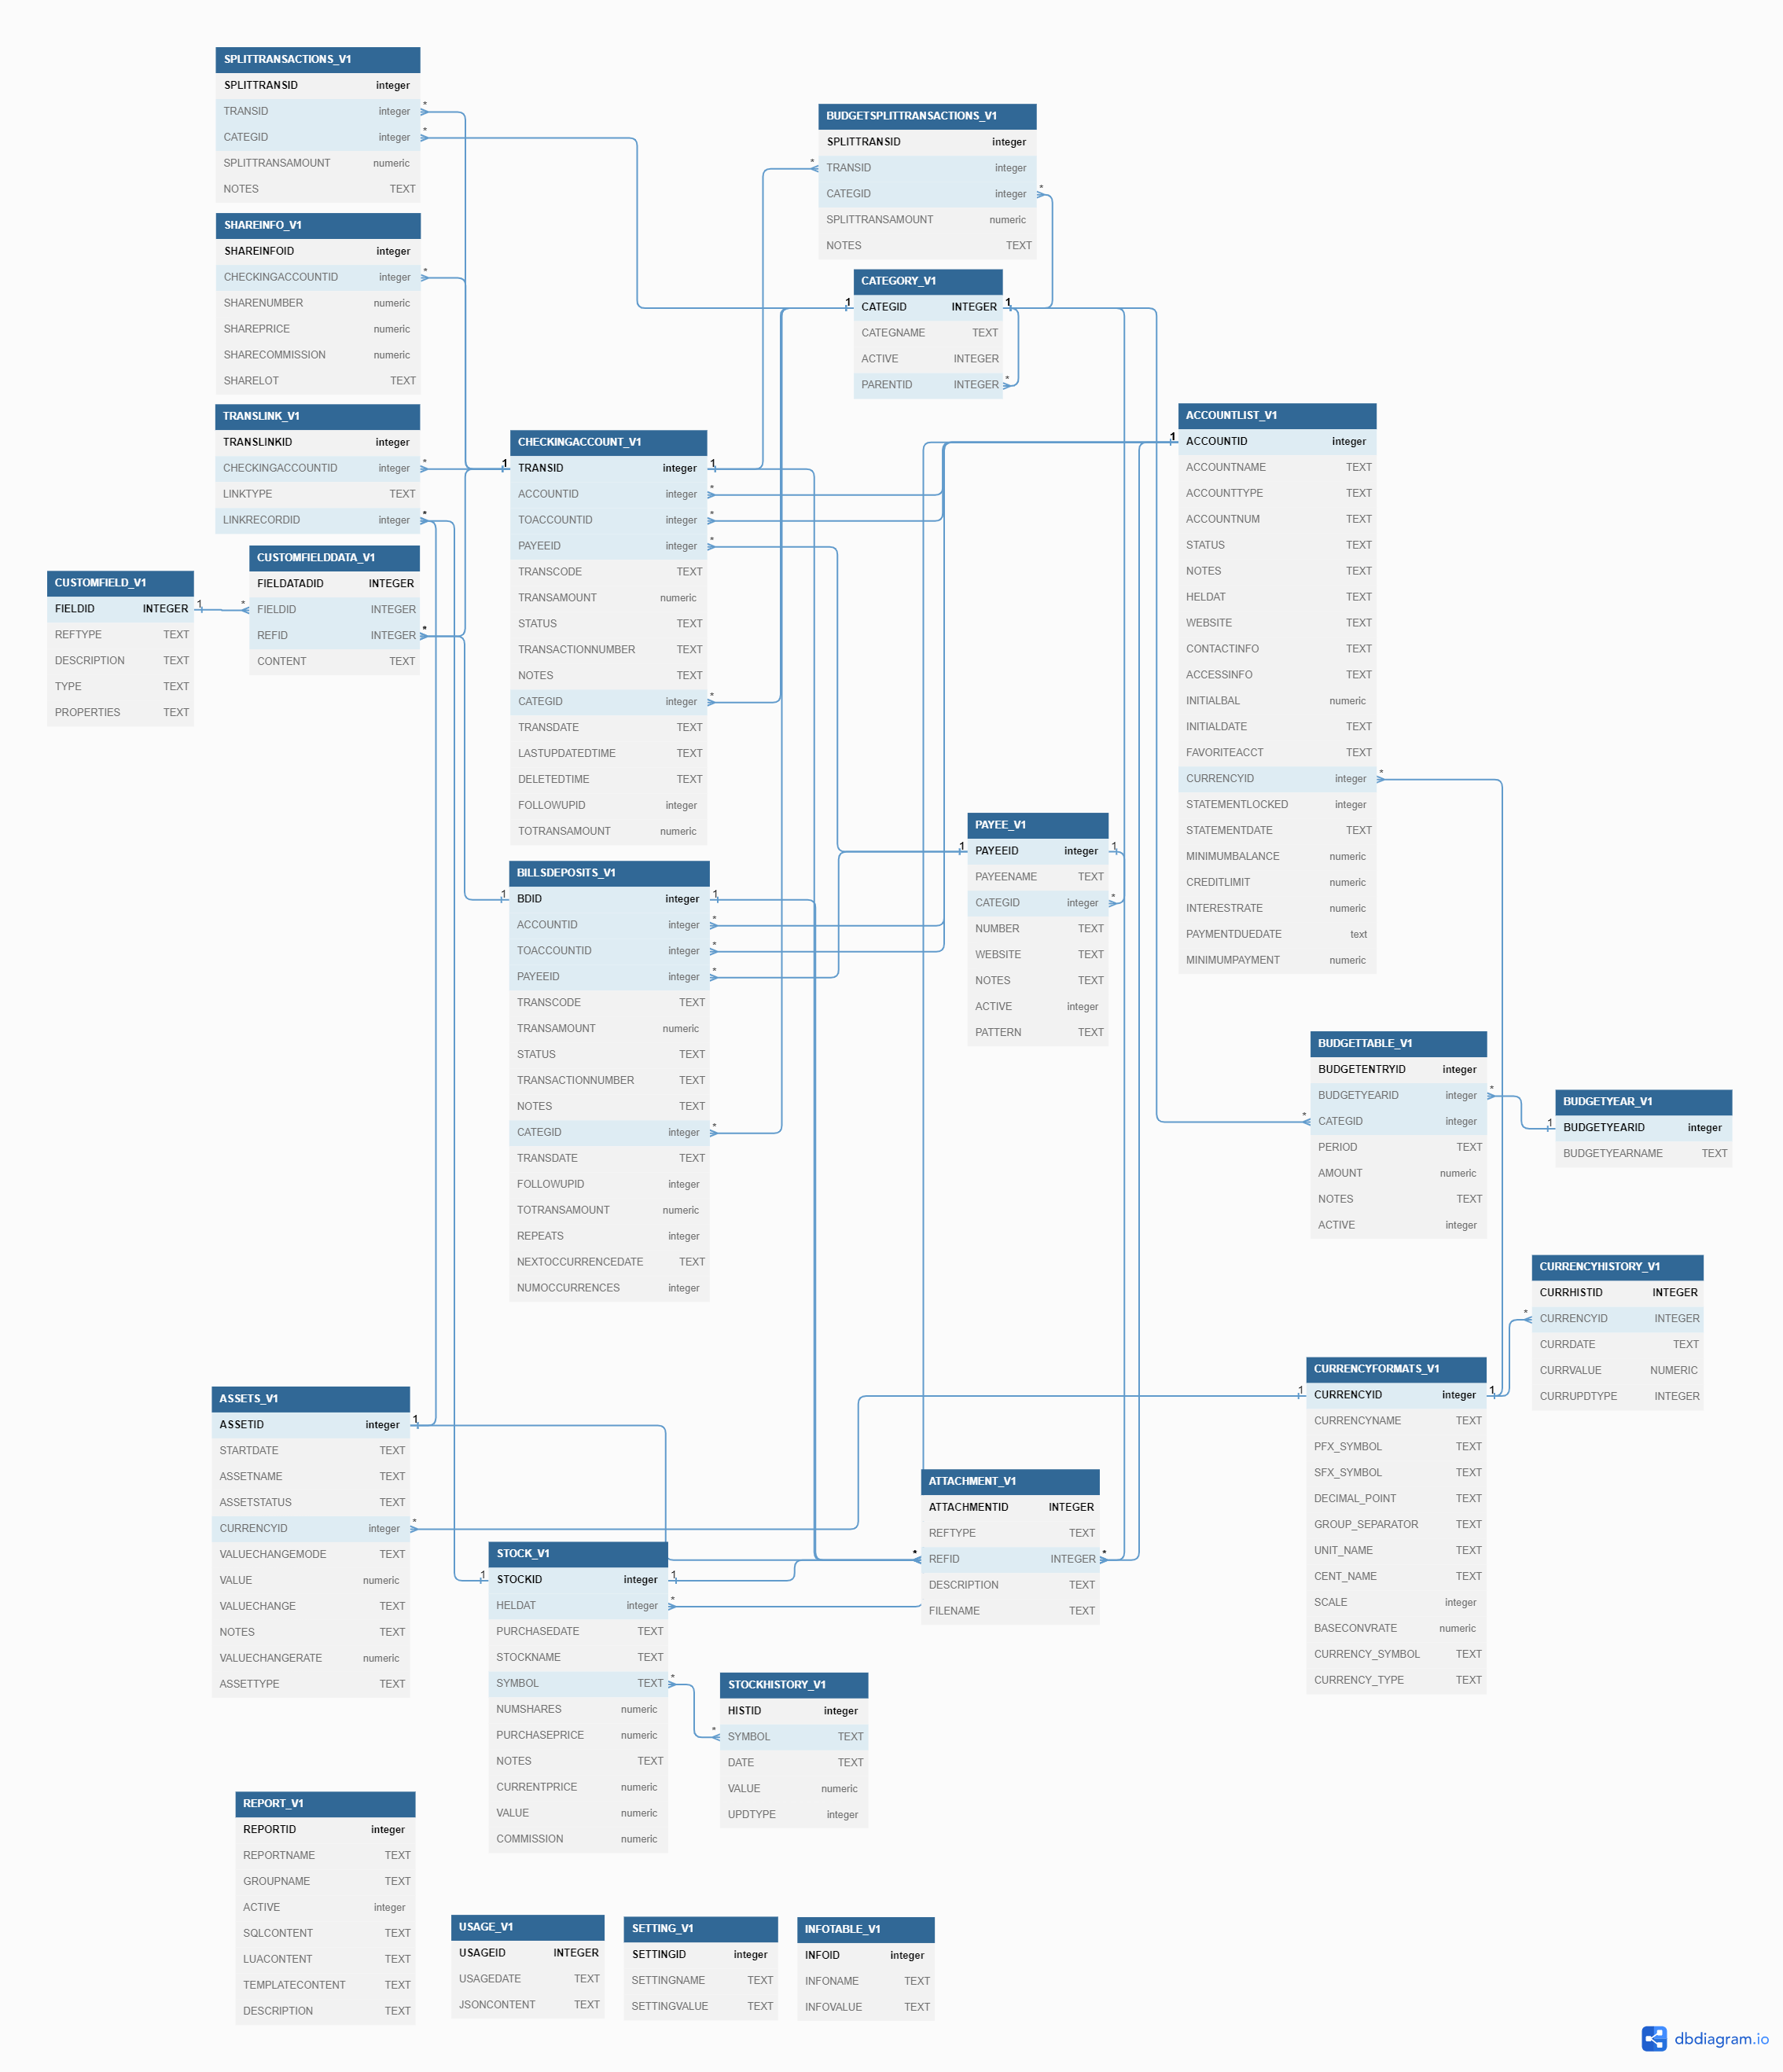 SPLITTRANSACTIONS_V1
SPLITTRANSID integer
TRANSID integer
CATEGID integer
SPLITTRANSAMOUNT numeric
NOTES TEXT
SHAREINFO_V1
SHAREINFOID integer
CHECKINGACCOUNTID integer
SHARENUMBER numeric
SHAREPRICE numeric
SHARECOMMISSION numeric
SHARELOT TEXT
TRANSLINK_V1
TRANSLINKID integer
CHECKINGACCOUNTID integer
LINKTYPE TEXT
LINKRECORDID integer
CUSTOMFIELD_V1
FIELDID INTEGER
REFTYPE TEXT
DESCRIPTION TEXT
TYPE TEXT
PROPERTIES TEXT
CUSTOMFIELDDATA_V1
FIELDATADID INTEGER
FIELDID INTEGER
REFID INTEGER
CONTENT TEXT
BUDGETSPLITTRANSACTIONS_V1
SPLITTRANSID integer
TRANSID integer
CATEGID integer
SPLITTRANSAMOUNT numeric
NOTES TEXT
CATEGORY_V1
CATEGID INTEGER
CATEGNAME TEXT
ACTIVE INTEGER
PARENTID INTEGER
CHECKINGACCOUNT_V1
TRANSID integer
ACCOUNTID integer
TOACCOUNTID integer
PAYEEID integer
TRANSCODE TEXT
TRANSAMOUNT numeric
STATUS TEXT
TRANSACTIONNUMBER TEXT
NOTES TEXT
CATEGID integer
TRANSDATE TEXT
LASTUPDATEDTIME TEXT
DELETEDTIME TEXT
FOLLOWUPID integer
TOTRANSAMOUNT numeric
ACCOUNTLIST_V1
ACCOUNTID integer
ACCOUNTNAME TEXT
ACCOUNTTYPE TEXT
ACCOUNTNUM TEXT
STATUS TEXT
NOTES TEXT
HELDAT TEXT
WEBSITE TEXT
CONTACTINFO TEXT
ACCESSINFO TEXT
INITIALBAL numeric
INITIALDATE TEXT
FAVORITEACCT TEXT
CURRENCYID integer
STATEMENTLOCKED integer
STATEMENTDATE TEXT
MINIMUMBALANCE numeric
CREDITLIMIT numeric
INTERESTRATE numeric
PAYMENTDUEDATE text
MINIMUMPAYMENT numeric
BILLSDEPOSITS_V1
BDID integer
ACCOUNTID integer
TOACCOUNTID integer
PAYEEID integer
TRANSCODE TEXT
TRANSAMOUNT numeric
STATUS TEXT
TRANSACTIONNUMBER TEXT
NOTES TEXT
CATEGID integer
TRANSDATE TEXT
FOLLOWUPID integer
TOTRANSAMOUNT numeric
REPEATS integer
NEXTOCCURRENCEDATE TEXT
NUMOCCURRENCES integer
PAYEE_V1
PAYEEID integer
PAYEENAME TEXT
CATEGID integer
NUMBER TEXT
WEBSITE TEXT
NOTES TEXT
ACTIVE integer
PATTERN TEXT
BUDGETTABLE_V1
BUDGETENTRYID integer
BUDGETYEARID integer
CATEGID integer
PERIOD TEXT
AMOUNT numeric
NOTES TEXT
ACTIVE integer
BUDGETYEAR_V1
BUDGETYEARID integer
BUDGETYEARNAME TEXT
CURRENCYHISTORY_V1
CURRHISTID INTEGER
CURRENCYID INTEGER
CURRDATE TEXT
CURRVALUE NUMERIC
CURRUPDTYPE INTEGER
CURRENCYFORMATS_V1
CURRENCYID integer
CURRENCYNAME TEXT
PFX_SYMBOL TEXT
SFX_SYMBOL TEXT
DECIMAL_POINT TEXT
GROUP_SEPARATOR TEXT
UNIT_NAME TEXT
CENT_NAME TEXT
SCALE integer
BASECONVRATE numeric
CURRENCY_SYMBOL TEXT
CURRENCY_TYPE TEXT
ASSETS_V1
ASSETID integer
STARTDATE TEXT
ASSETNAME TEXT
ASSETSTATUS TEXT
CURRENCYID integer
VALUECHANGEMODE TEXT
VALUE numeric
VALUECHANGE TEXT
NOTES TEXT
VALUECHANGERATE numeric
ASSETTYPE TEXT
ATTACHMENT_V1
ATTACHMENTID INTEGER
REFTYPE TEXT
REFID INTEGER
DESCRIPTION TEXT
FILENAME TEXT
STOCK_V1
STOCKID integer
HELDAT integer
PURCHASEDATE TEXT
STOCKNAME TEXT
SYMBOL TEXT
NUMSHARES numeric
PURCHASEPRICE numeric
NOTES TEXT
CURRENTPRICE numeric
VALUE numeric
COMMISSION numeric
STOCKHISTORY_V1
HISTID integer
SYMBOL TEXT
DATE TEXT
VALUE numeric
UPDTYPE integer
REPORT_V1
REPORTID integer
REPORTNAME TEXT
GROUPNAME TEXT
ACTIVE integer
SQLCONTENT TEXT
LUACONTENT TEXT
TEMPLATECONTENT TEXT
DESCRIPTION TEXT
USAGE_V1
USAGEID INTEGER
USAGEDATE TEXT
JSONCONTENT TEXT
SETTING_V1
SETTINGID integer
SETTINGNAME TEXT
SETTINGVALUE TEXT
INFOTABLE_V1
INFOID integer
INFONAME TEXT
INFOVALUE TEXT
dbdiagram.io